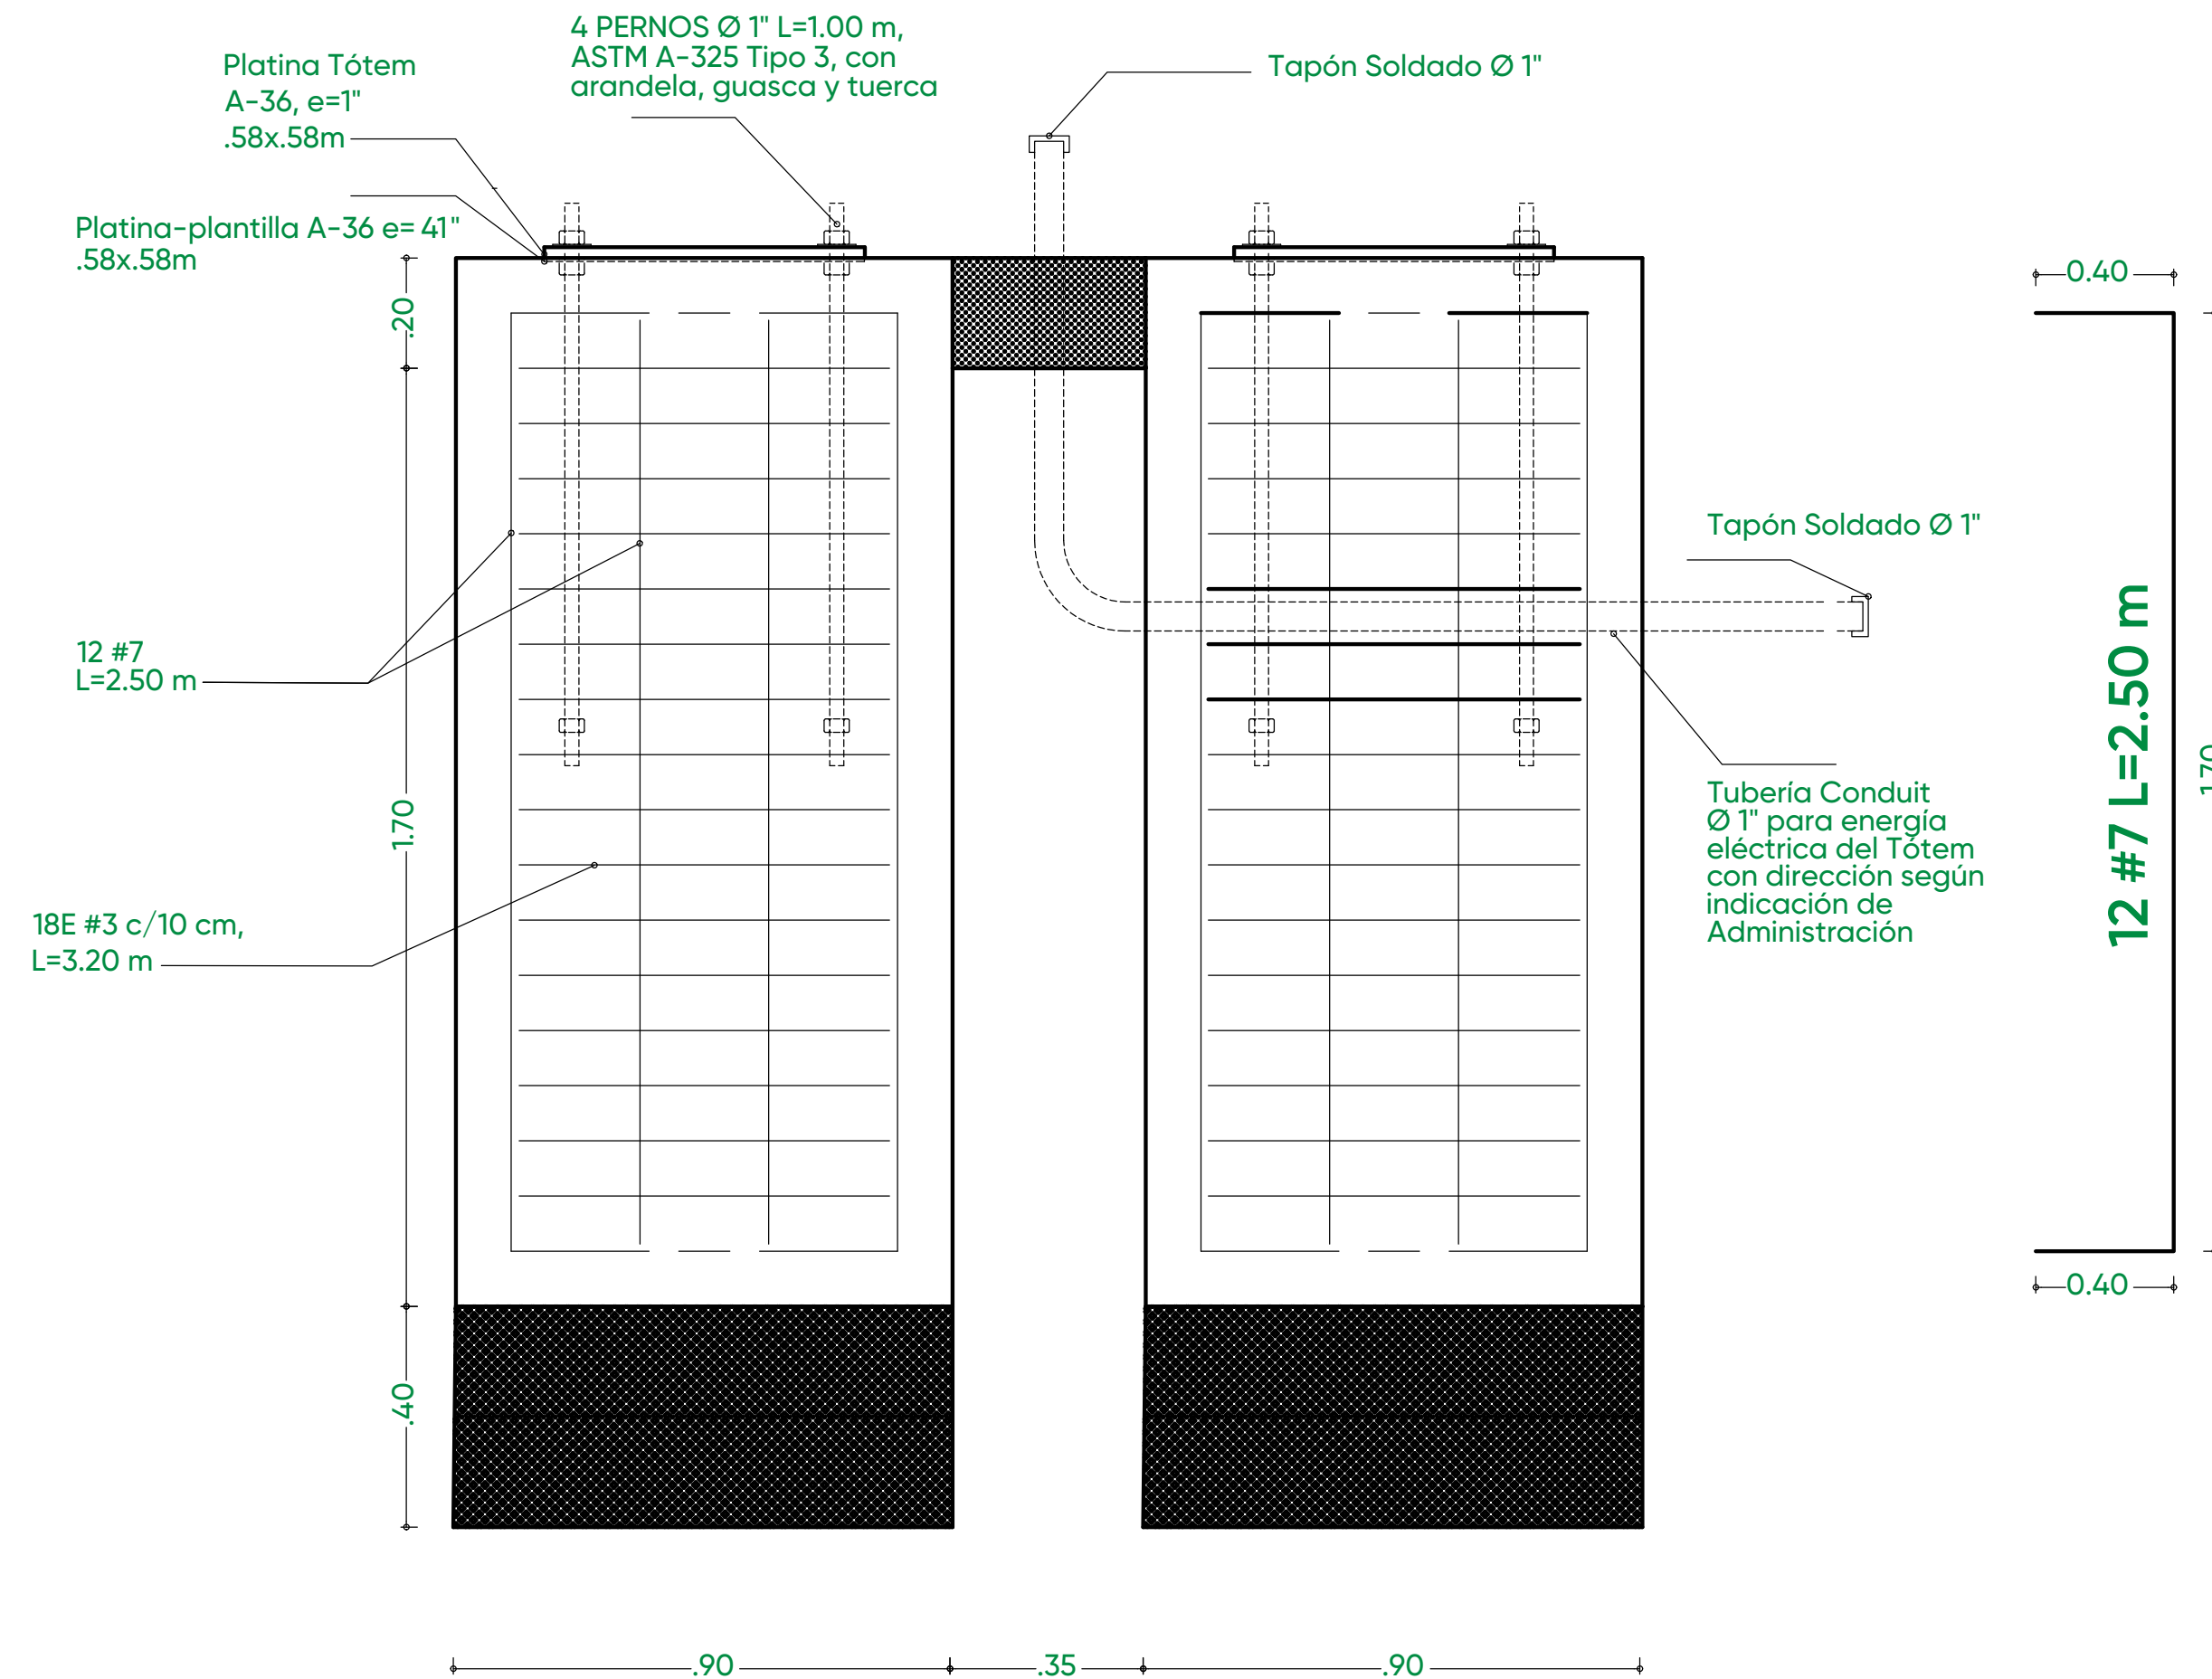 4 PERNOS Ø 1" L=1.00 m,
ASTM A-325 Tipo 3, con
arandela, guasca y tuerca
Platina Tótem
A-36, e=1"
.58x.58m
Tapón Soldado Ø 1"
Platina-plantilla A-36 e= 41"
.58x.58m
.20
0.40
Tapón Soldado Ø 1"
12 #7
L=2.50 m
12 #7 L=2.50 m
1.70
1.70
Tubería Conduit
Ø 1" para energía
eléctrica del Tótem
con dirección según
indicación de
Administración
18E #3 c/10 cm,
L=3.20 m
0.40
.40
.90
.35
.90